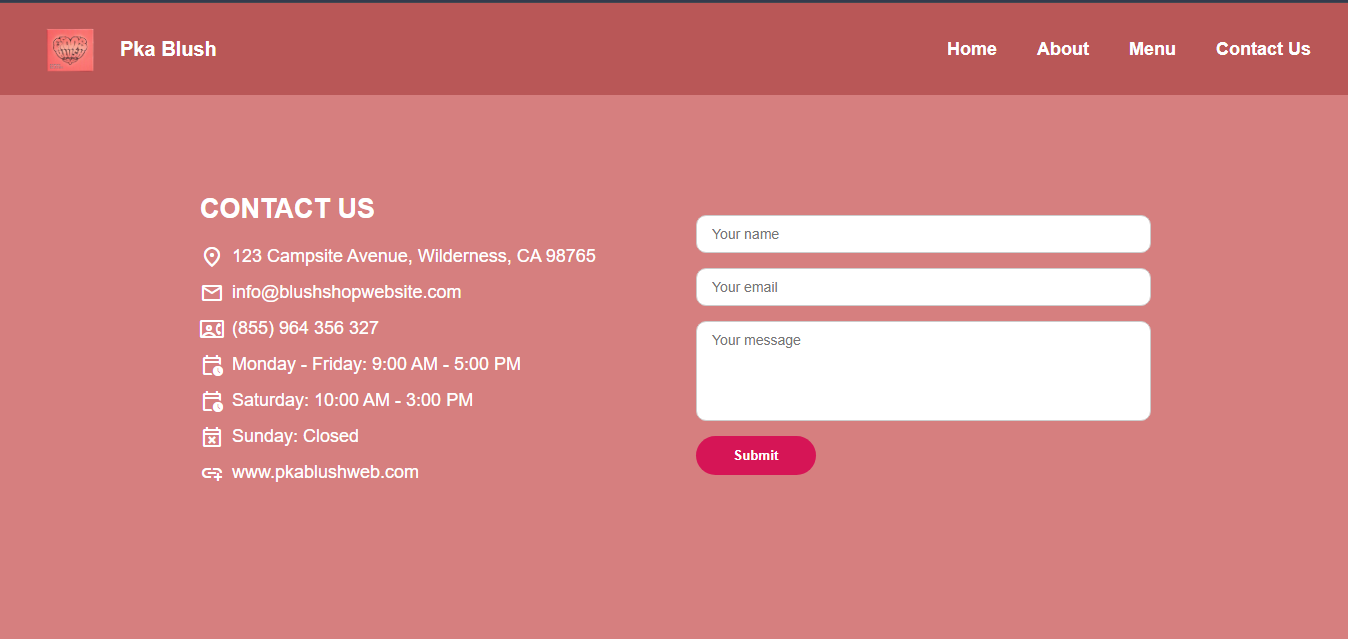 Pka Blush
Home
About
Menu
Contact Us
CONTACT US
123 Campsite Avenue, Wilderness, CA 98765
info@blushshopwebsite.com
(855) 964 356 327
Monday - Friday: 9:00 AM - 5:00 PM
Saturday: 10:00 AM - 3:00 PM
Sunday: Closed
www.pkablushweb.com
Your name
Your email
Your message
Submit